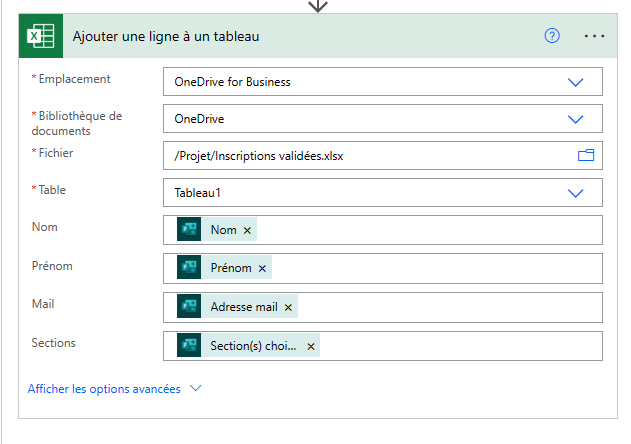 Ajouter une ligne à un tableau
* Emplacement
OneDrive for Business
* Bibliothèque de
documents
OneDrive
* Fichier
/Projet/Inscriptions validées.xlsx
* Table
Tableau1
Nom
Nom ×
Prénom
Prénom ×
Mail
Adresse mail ×
Sections
Section(s) choi... ×
Afficher les options avancées